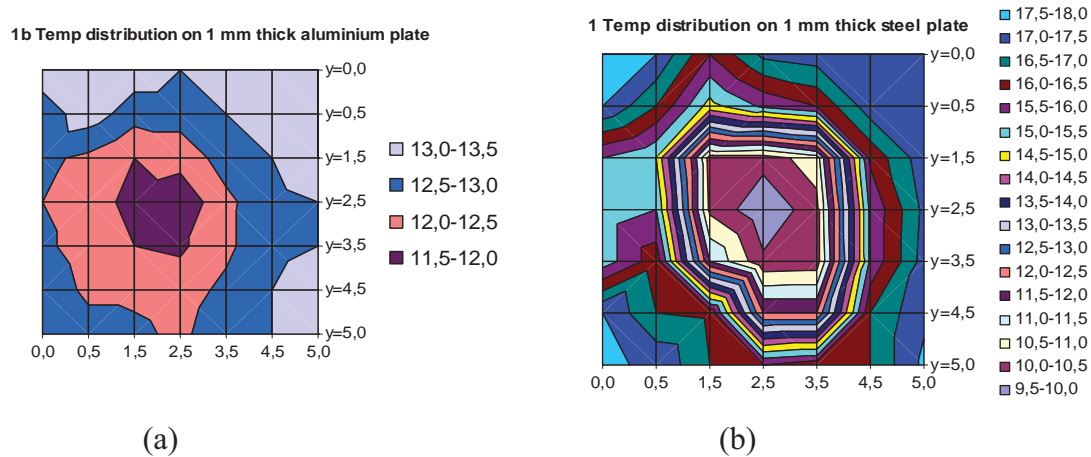 1b Temp distribution on 1 mm thick aluminium plate
y=0,0
y=0,5
y=1,5
y=2,5
y=3,5
y=4,5
y=5,0
0,0 0,5 1,5 2,5 3,5 4,5 5,0
13,0-13,5
12,5-13,0
12,0-12,5
11,5-12,0
(a)
1 Temp distribution on 1 mm thick steel plate
y=0,0
y=0,5
y=1,5
y=2,5
y=3,5
y=4,5
y=5,0
0,0 0,5 1,5 2,5 3,5 4,5 5,0
17,5-18,0
17,0-17,5
16,5-17,0
16,0-16,5
15,5-16,0
15,0-15,5
14,5-15,0
14,0-14,5
13,5-14,0
13,0-13,5
12,5-13,0
12,0-12,5
11,5-12,0
11,0-11,5
10,5-11,0
10,0-10,5
9,5-10,0
(b)